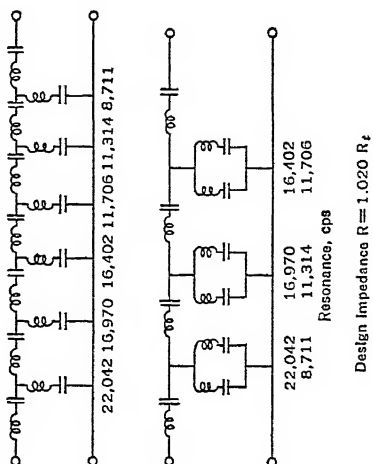 22,042 16,970 16,402 11,706 11,314 8,711
22,042
8,711
16,970
11,314
16,402
11,706
Resonance, cps
Design Impedance R = 1.020 Rt